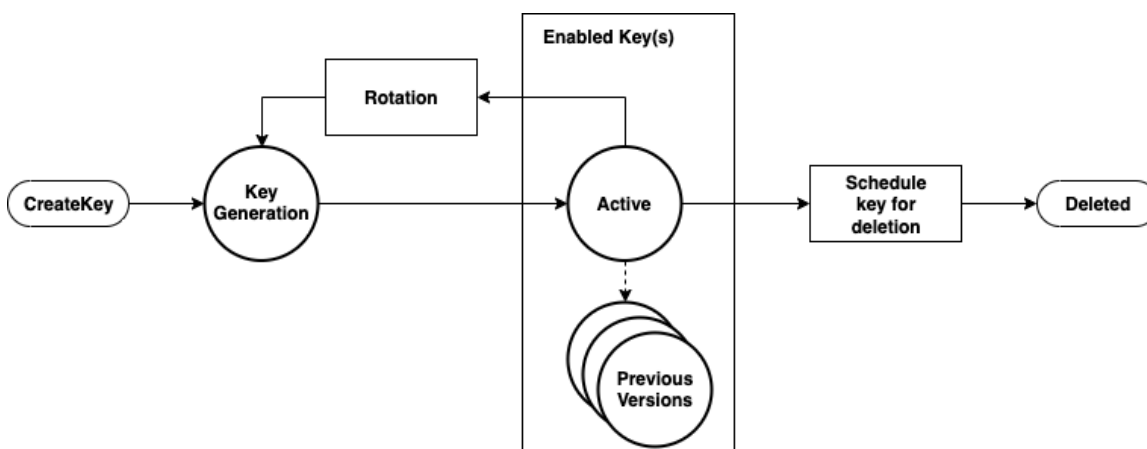 Enabled Key(s)
Rotation
CreateKey
Key
Generation
Active
Schedule
key for
deletion
Deleted
Previous
Versions